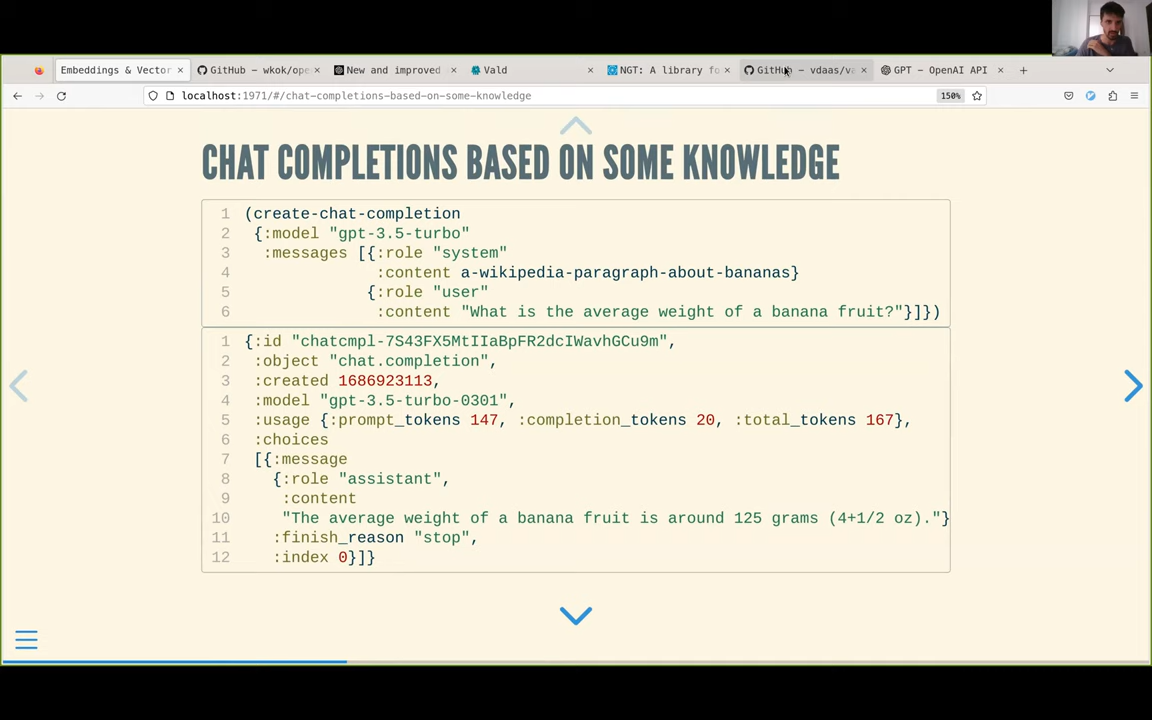 Embeddings & Vector
GitHub – wkok/ope
New and improved
Vald
NGT: A library fo
GitHub – vdaas/va
GPT – OpenAI API
localhost:1971/#/chat-completions-based-on-some-knowledge
150%
CHAT COMPLETIONS BASED ON SOME KNOWLEDGE
1 (create-chat-completion
2 {:model "gpt-3.5-turbo"
3 :messages [{:role "system"
4 :content a-wikipedia-paragraph-about-bananas}
5 {:role "user"
6 :content "What is the average weight of a banana fruit?"}]})
1 {:id "chatcmpl-7S43FX5MtIIaBpFR2dcIWavhGCu9m",
2 :object "chat.completion",
3 :created 1686923113,
4 :model "gpt-3.5-turbo-0301",
5 :usage {:prompt_tokens 147, :completion_tokens 20, :total_tokens 167},
6 :choices
7 [{:message
8 {:role "assistant",
9 :content
10 "The average weight of a banana fruit is around 125 grams (4+1/2 oz)."}
11 :finish_reason "stop",
12 :index 0}]}